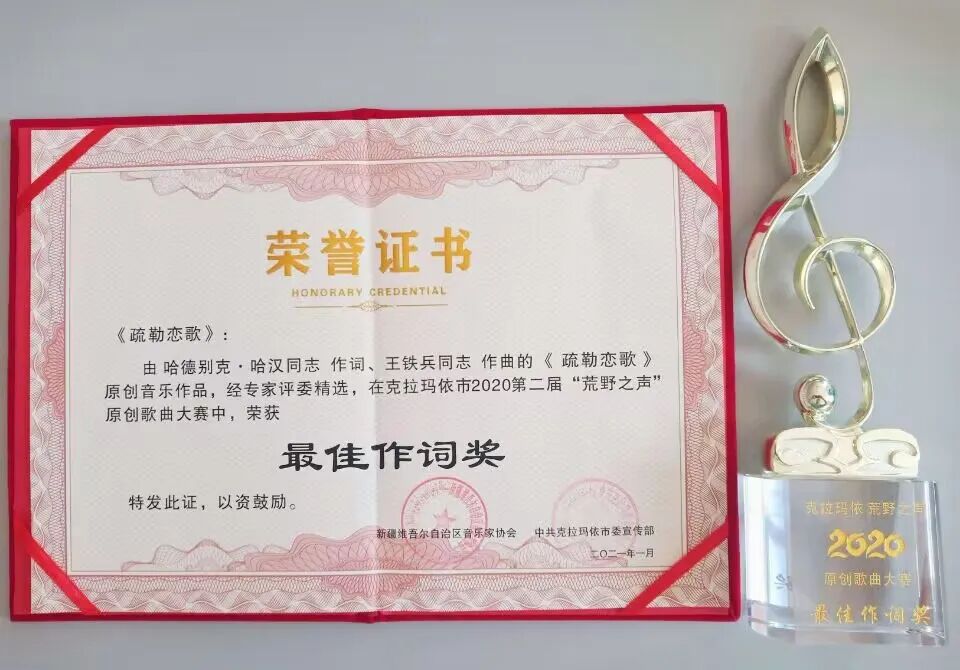 荣誉证书
HONORARY CREDENTIAL
《疏勒恋歌》:
由 哈德别克·哈汉同志 作词、王铁兵同志 作曲的《 疏勒恋歌 》
原创音乐作品，经专家评委精选，在克拉玛依市2020第二届“荒野之声”
原创歌曲大赛中，荣获
最佳作词奖
特发此证，以资鼓励。
新疆维吾尔自治区音乐家协会 中共克拉玛依市委宣传部
二〇二一年一月
克拉玛依 荒野之声
2020
原创歌曲大赛
最佳作词奖